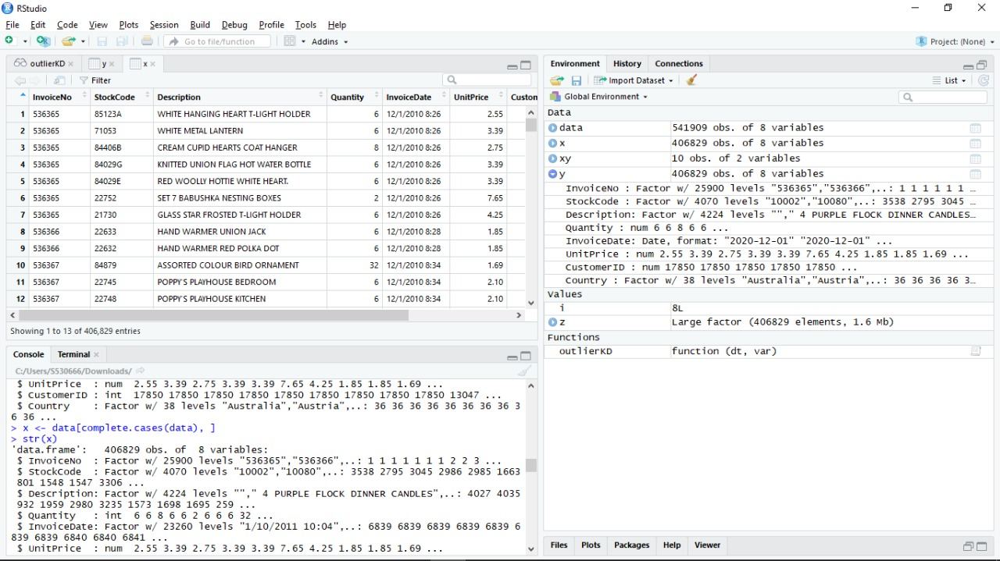 RStudio
File Edit Code View Plots Session Build Debug Profile Tools Help
Go to file/function Addins Project: (None)
outlierKD y x
Filter
InvoiceNo StockCode Description Quantity InvoiceDate UnitPrice Custon
1 536365 85123A WHITE HANGING HEART T-LIGHT HOLDER 6 12/1/2010 8:26 2.55
2 536365 71053 WHITE METAL LANTERN 6 12/1/2010 8:26 3.39
3 536365 84406B CREAM CUPID HEARTS COAT HANGER 8 12/1/2010 8:26 2.75
4 536365 84029G KNITTED UNION FLAG HOT WATER BOTTLE 6 12/1/2010 8:26 3.39
5 536365 84029E RED WOOLLY HOTTIE WHITE HEART. 6 12/1/2010 8:26 3.39
6 536365 22752 SET 7 BABUSHKA NESTING BOXES 2 12/1/2010 8:26 7.65
7 536365 21730 GLASS STAR FROSTED T-LIGHT HOLDER 6 12/1/2010 8:26 4.25
8 536366 22633 HAND WARMER UNION JACK 6 12/1/2010 8:28 1.85
9 536366 22632 HAND WARMER RED POLKA DOT 6 12/1/2010 8:28 1.85
10 536367 84879 ASSORTED COLOUR BIRD ORNAMENT 32 12/1/2010 8:34 1.69
11 536367 22745 POPPY'S PLAYHOUSE BEDROOM 6 12/1/2010 8:34 2.10
12 536367 22748 POPPY'S PLAYHOUSE KITCHEN 6 12/1/2010 8:34 2.10
Showing 1 to 13 of 406,829 entries
Console Terminal
C:/Users/S530666/Downloads/
$ UnitPrice : num 2.55 3.39 2.75 3.39 3.39 7.65 4.25 1.85 1.85 1.69 ...
$ CustomerID : int 17850 17850 17850 17850 17850 17850 17850 17850 17850 13047 ...
$ Country : Factor w/ 38 levels "Australia","Austria",..: 36 36 36 36 36 36 36 36 3
6 36 ...
> x <- data[complete.cases(data), ]
> str(x)
'data.frame': 406829 obs. of 8 variables:
$ InvoiceNo : Factor w/ 25900 levels "536365","536366",..: 1 1 1 1 1 1 1 2 2 3 ...
$ StockCode : Factor w/ 4070 levels "10002","10080",..: 3538 2795 3045 2986 2985 1663
801 1548 1547 3306 ...
$ Description: Factor w/ 4224 levels ""," 4 PURPLE FLOCK DINNER CANDLES",..: 4027 4035
932 1959 2980 3235 1573 1698 1695 259 ...
$ Quantity : int 6 6 8 6 6 2 6 6 6 32 ...
$ InvoiceDate: Factor w/ 23260 levels "1/10/2011 10:04",..: 6839 6839 6839 6839 6839 6
839 6839 6840 6840 6841 ...
$ UnitPrice : num 2.55 3.39 2.75 3.39 3.39 7.65 4.25 1.85 1.85 1.69 ...
Environment History Connections
Import Dataset List
Global Environment
Data
data 541909 obs. of 8 variables
x 406829 obs. of 8 variables
xy 10 obs. of 2 variables
y 406829 obs. of 8 variables
InvoiceNo : Factor w/ 25900 levels "536365","536366",..: 1 1 1 1 1 1 …
StockCode : Factor w/ 4070 levels "10002","10080",..: 3538 2795 3045 …
Description: Factor w/ 4224 levels ""," 4 PURPLE FLOCK DINNER CANDLES…
Quantity : num 6 6 8 6 6 ...
InvoiceDate: Date, format: "2020-12-01" "2020-12-01" ...
UnitPrice : num 2.55 3.39 2.75 3.39 3.39 7.65 4.25 1.85 1.85 1.69 ...
CustomerID : num 17850 17850 17850 17850 17850 ...
Country : Factor w/ 38 levels "Australia","Austria",..: 36 36 36 36 3…
Values
i 8L
z Large factor (406829 elements, 1.6 Mb)
Functions
outlierKD function (dt, var)
Files Plots Packages Help Viewer